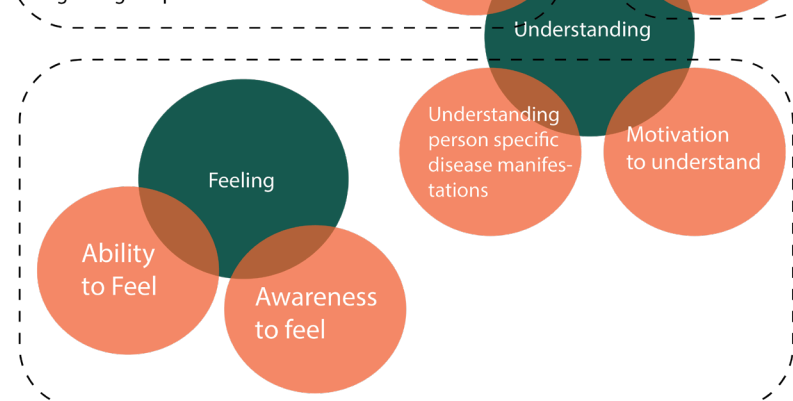 Understanding
Understanding
person specific
disease manifes-
tations
Motivation
to understand
Feeling
Ability
to Feel
Awareness
to feel